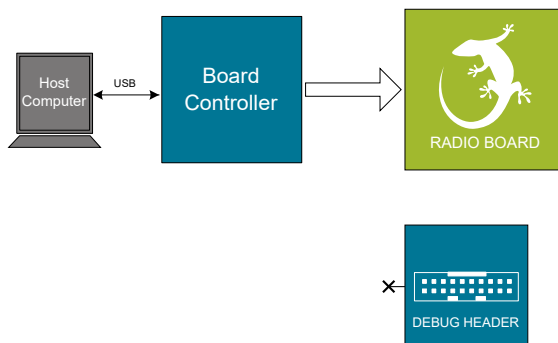 Host
Computer
USB
Board
Controller
RADIO BOARD
DEBUG HEADER